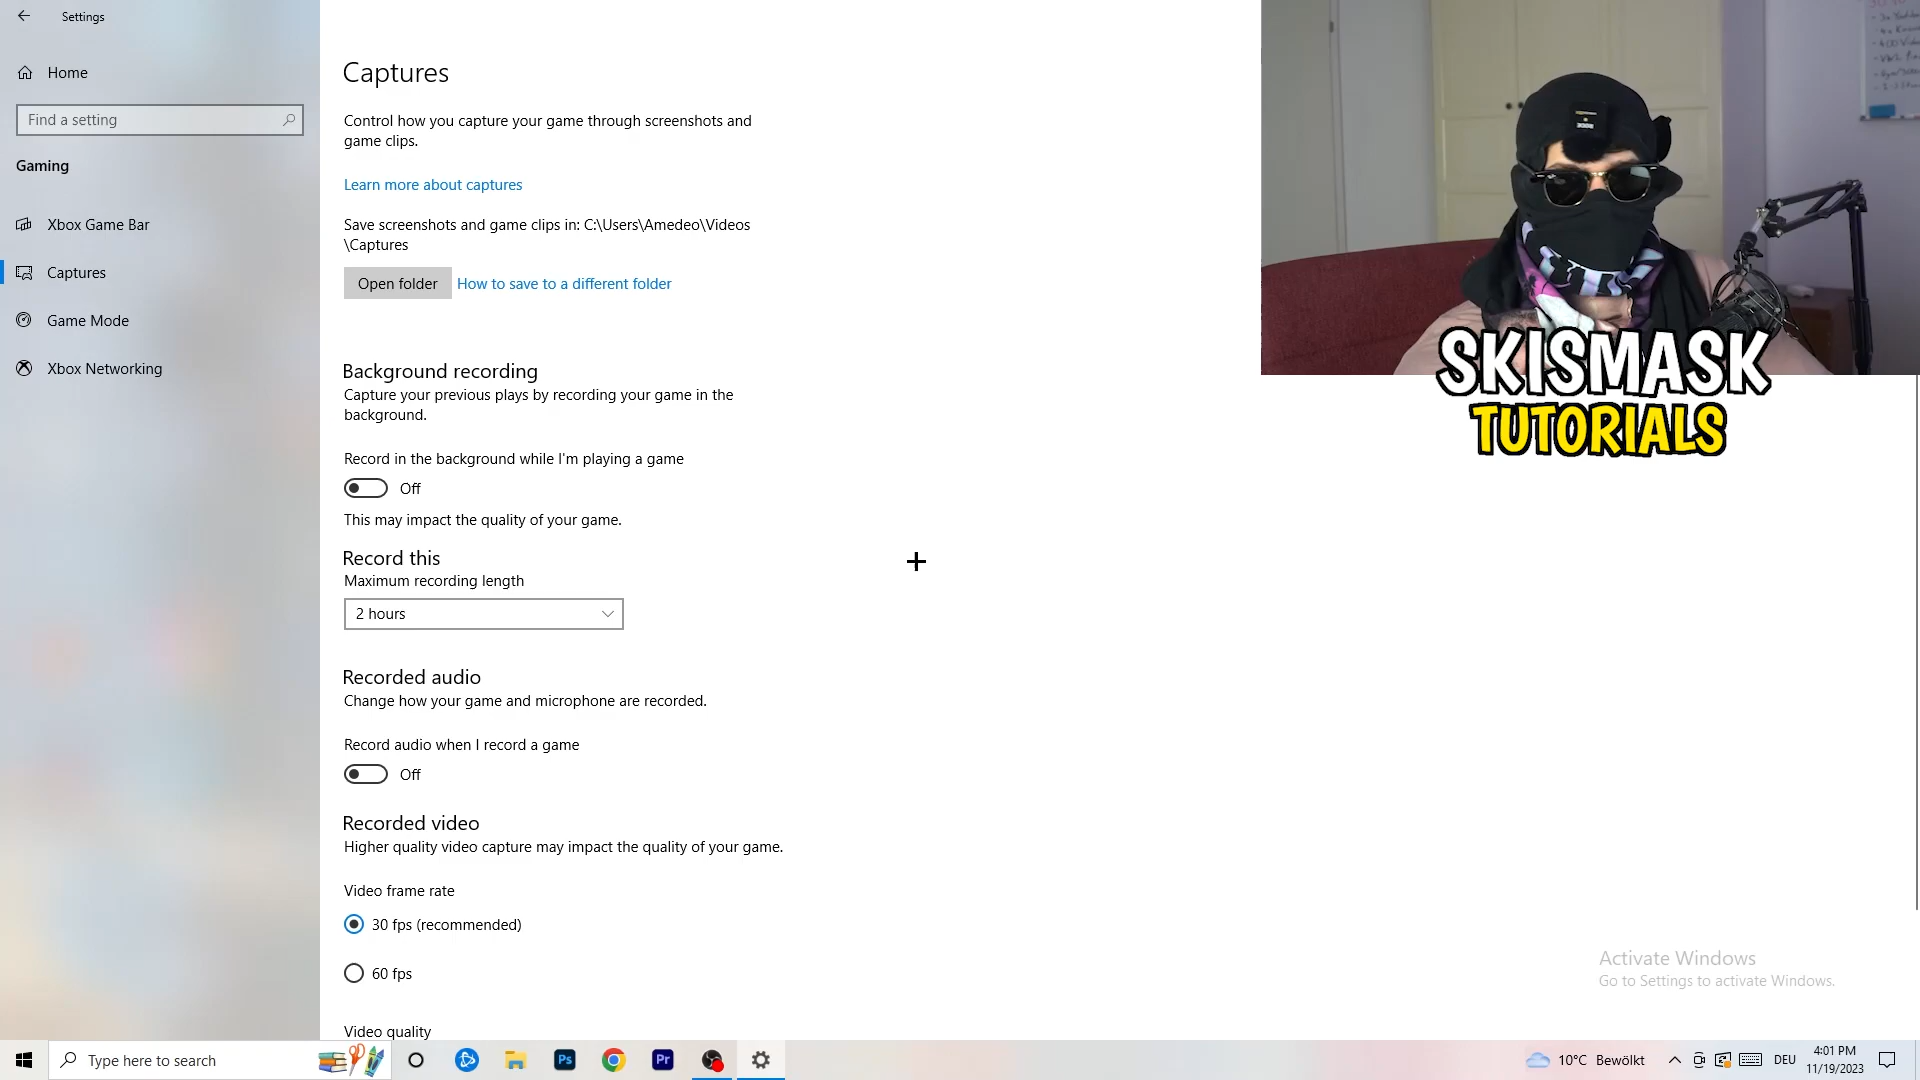 Settings
Home
Find a setting
Gaming
Xbox Game Bar
Captures
Game Mode
Xbox Networking
Captures
Control how you capture your game through screenshots and
game clips.
Learn more about captures
Save screenshots and game clips in: C:\Users\Amedeo\Videos
\Captures
Open folder
How to save to a different folder
Background recording
Capture your previous plays by recording your game in the
background.
Record in the background while I'm playing a game
Off
This may impact the quality of your game.
Record this
Maximum recording length
2 hours
Recorded audio
Change how your game and microphone are recorded.
Record audio when I record a game
Off
Recorded video
Higher quality video capture may impact the quality of your game.
Video frame rate
30 fps (recommended)
60 fps
Video quality
SKISMASK
TUTORIALS
Activate Windows
Go to Settings to activate Windows.
Type here to search
Ps
Pr
10°C Bewölkt
DEU
4:01 PM
11/19/2023